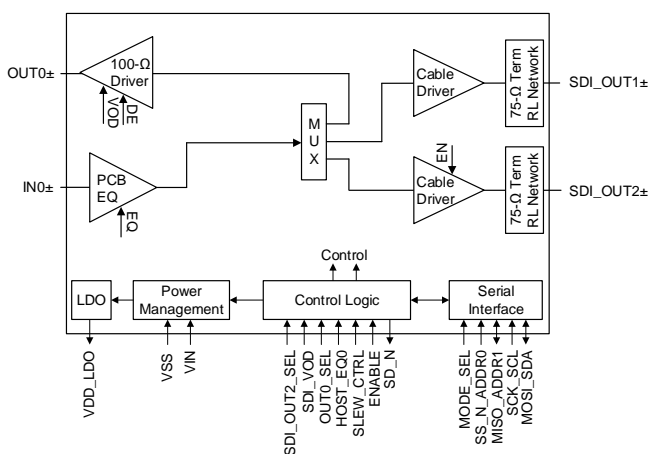 OUT0±
100-Ω
Driver
VOD
DE
M
U
X
Cable
Driver
75-Ω Term
RL Network
SDI_OUT1±
IN0±
PCB
EQ
EQ
EN
Cable
Driver
75-Ω Term
RL Network
SDI_OUT2±
Control
LDO
Power
Management
Control Logic
Serial
Interface
VDD_LDO
VSS
VIN
SDI_OUT2_SEL
SDI_VOD
OUT0_SEL
HOST_EQ0
SLEW_CTRL
ENABLE
SD_N
MODE_SEL
SS_N_ADDR0
MISO_ADDR1
SCK_SCL
MOSI_SDA